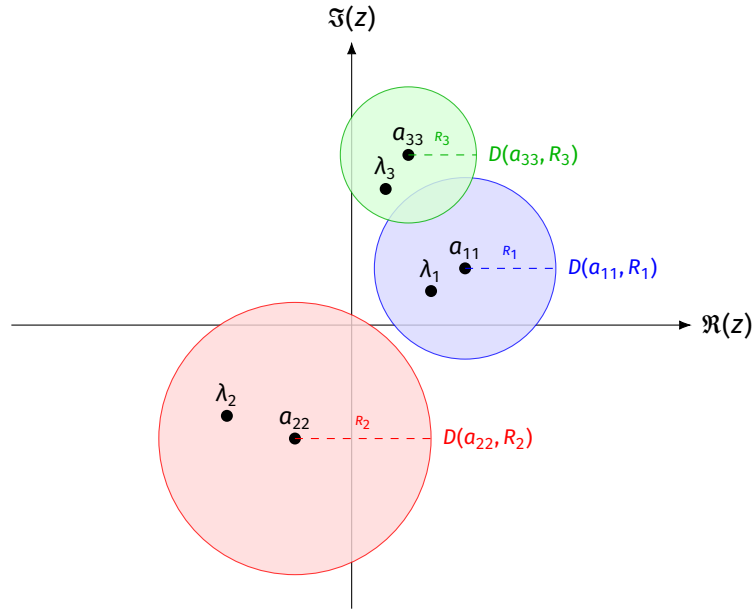 ℑ(z)
a₃₃
R₃
D(a₃₃, R₃)
λ₃
a₁₁
R₁
D(a₁₁, R₁)
λ₁
ℜ(z)
λ₂
a₂₂
R₂
D(a₂₂, R₂)